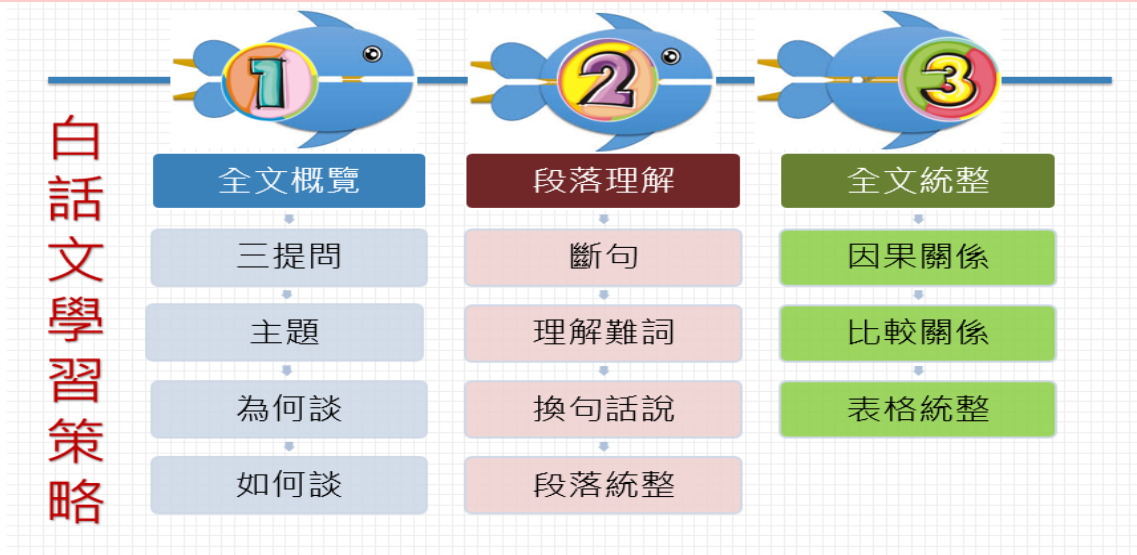 白話文學習策略
1
全文概覽
三提問
主題
為何談
如何談
2
段落理解
斷句
理解難詞
換句話說
段落統整
3
全文統整
因果關係
比較關係
表格統整